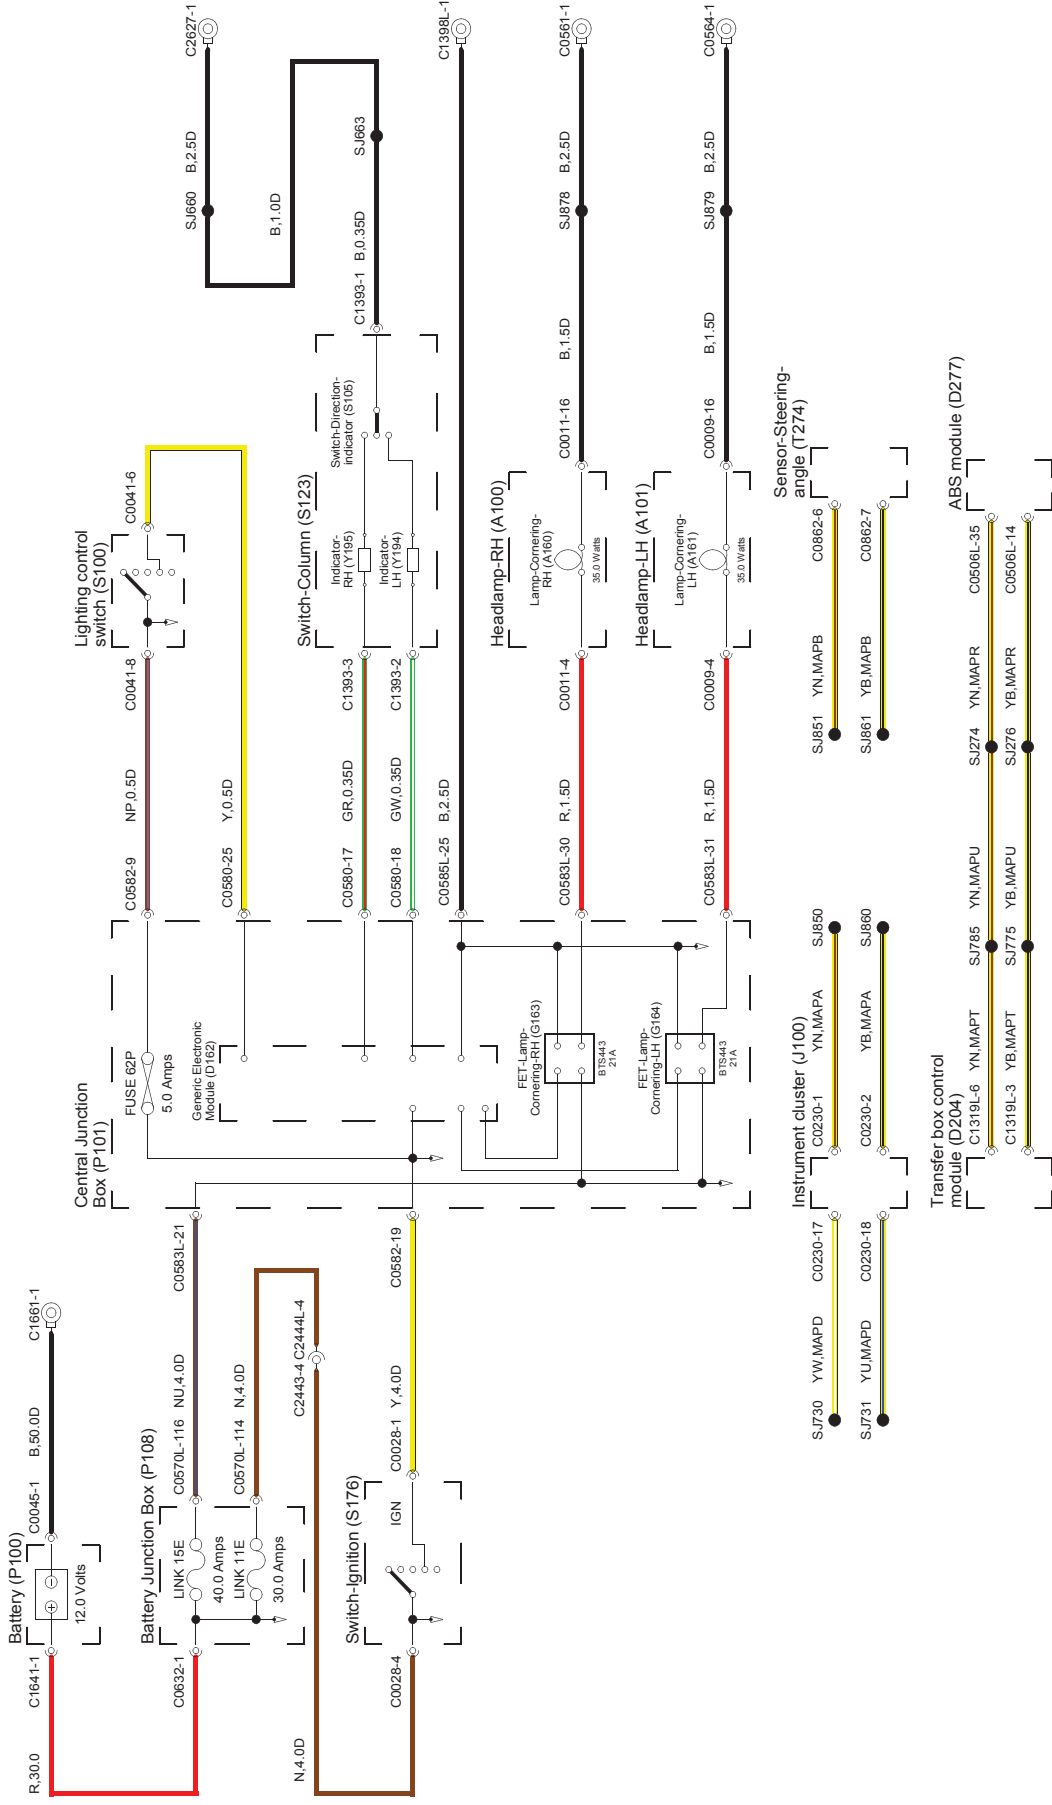 Battery (P100)
12.0 Volts
C1641-1
R,30.0
C0045-1
B,50.0D
C1661-1
Battery Junction Box (P108)
LINK 15E
40.0 Amps
LINK 11E
30.0 Amps
C0632-1
C0570L-116
NU,4.0D
C0583L-21
C0570L-114
N,4.0D
C2443-4
C2444L-4
Switch-Ignition (S176)
IGN
C0028-4
N,4.0D
C0028-1
Y,4.0D
C0582-19
Central Junction
Box (P101)
FUSE 62P
5.0 Amps
Generic Electronic
Module (D162)
FET-Lamp-
Cornering-RH (G163)
BTS443
21A
FET-Lamp-
Cornering-LH (G164)
BTS443
21A
C0582-9
NP,0.5D
C0041-8
Lighting control
switch (S100)
C0041-6
C0580-25
Y,0.5D
C0580-17
GR,0.35D
C1393-3
C0580-18
GW,0.35D
C1393-2
Switch-Column (S123)
Indicator-
RH (Y195)
Indicator-
LH (Y194)
Switch-Direction-
indicator (S105)
C1393-1
B,0.35D
SJ663
B,1.0D
SJ660
B,2.5D
C2627-1
C0585L-25
B,2.5D
C1398L-1
C0583L-30
R,1.5D
C0011-4
Headlamp-RH (A100)
Lamp-Cornering-
RH (A160)
35.0 Watts
C0011-16
B,1.5D
SJ878
B,2.5D
C0561-1
C0583L-31
R,1.5D
C0009-4
Headlamp-LH (A101)
Lamp-Cornering-
LH (A161)
35.0 Watts
C0009-16
B,1.5D
SJ879
B,2.5D
C0564-1
Instrument cluster (J100)
SJ730
YW,MAPD
C0230-17
SJ731
YU,MAPD
C0230-18
C0230-1
YN,MAPA
SJ850
C0230-2
YB,MAPA
SJ860
Sensor-Steering-
angle (T274)
SJ851
YN,MAPB
C0862-6
SJ861
YB,MAPB
C0862-7
Transfer box control
module (D204)
C1319L-6
YN,MAPT
SJ785
YN,MAPU
SJ274
YN,MAPR
C0506L-35
C1319L-3
YB,MAPT
SJ775
YB,MAPU
SJ276
YB,MAPR
C0506L-14
ABS module (D277)